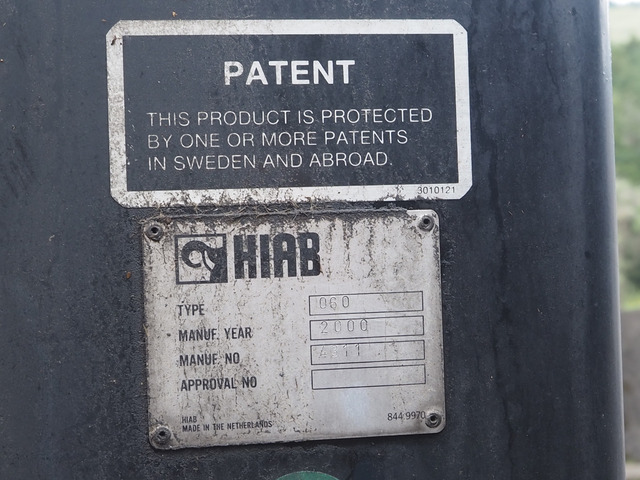 PATENT
THIS PRODUCT IS PROTECTED
BY ONE OR MORE PATENTS
IN SWEDEN AND ABROAD.
3010121
HIAB
TYPE 060
MANUF. YEAR 2000
MANUF. NO
APPROVAL NO
HIAB
MADE IN THE NETHERLANDS
844 9970